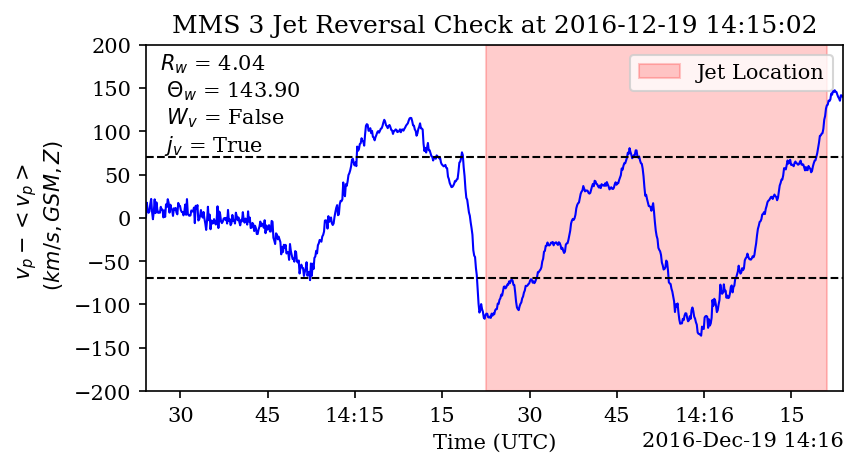 MMS 3 Jet Reversal Check at 2016-12-19 14:15:02
v_p − <v_p>
(km/s, GSM, Z)
200
150
100
50
0
−50
−100
−150
−200
R_w = 4.04
Θ_w = 143.90
W_v = False
j_v = True
Jet Location
30 45 14:15 15 30 45 14:16 15
Time (UTC) 2016-Dec-19 14:16